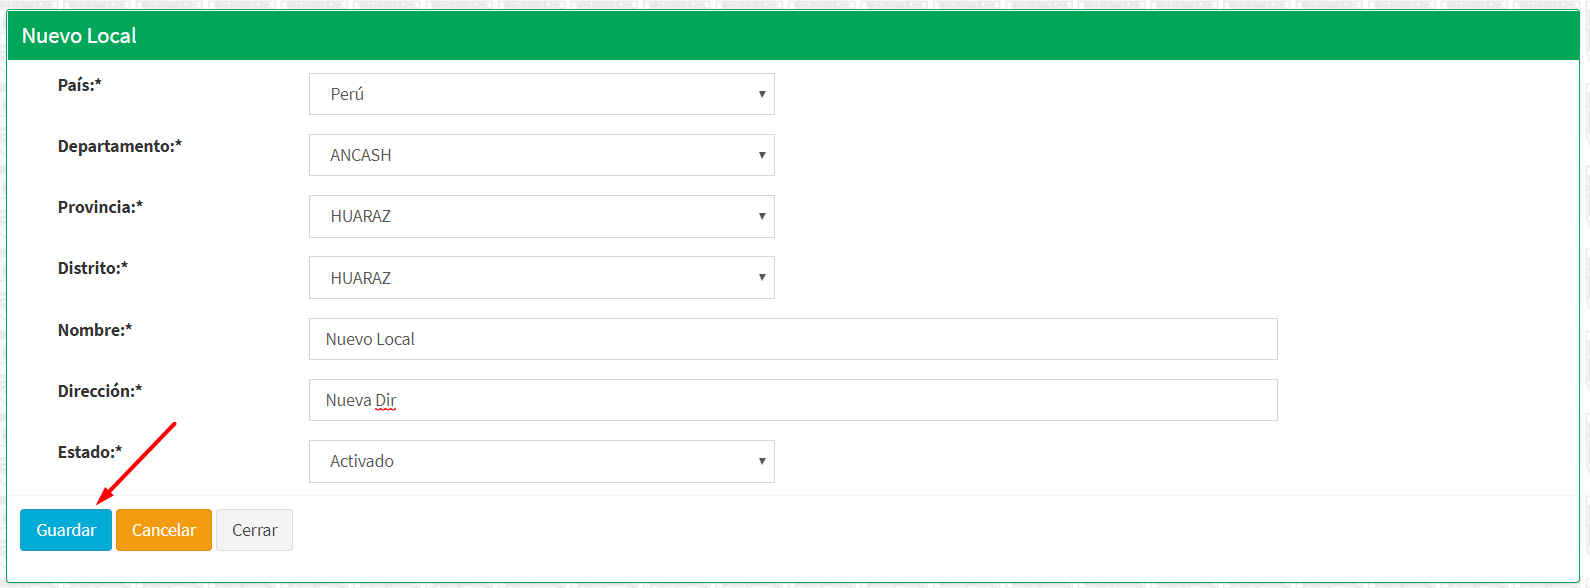 Nuevo Local
País:* Perú
Departamento:* ANCASH
Provincia:* HUARAZ
Distrito:* HUARAZ
Nombre:* Nuevo Local
Dirección:* Nueva Dir
Estado:* Activado
Guardar Cancelar Cerrar